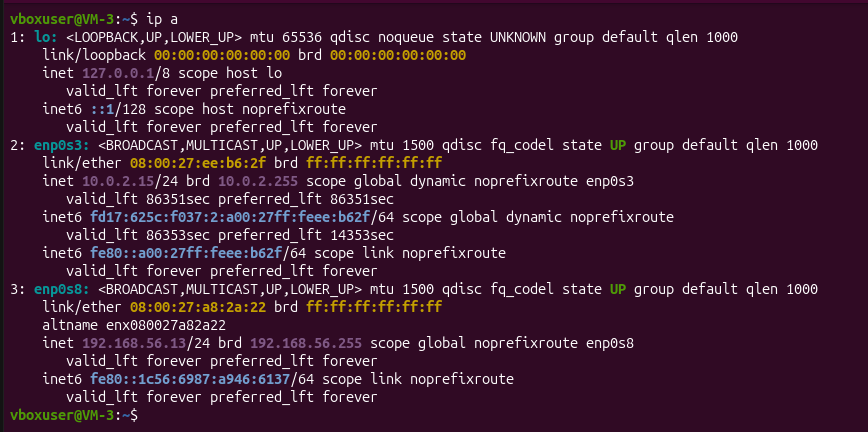 vboxuser@VM-3:~$ ip a
1: lo: <LOOPBACK,UP,LOWER_UP> mtu 65536 qdisc noqueue state UNKNOWN group default qlen 1000
    link/loopback 00:00:00:00:00:00 brd 00:00:00:00:00:00
    inet 127.0.0.1/8 scope host lo
       valid_lft forever preferred_lft forever
    inet6 ::1/128 scope host noprefixroute
       valid_lft forever preferred_lft forever
2: enp0s3: <BROADCAST,MULTICAST,UP,LOWER_UP> mtu 1500 qdisc fq_codel state UP group default qlen 1000
    link/ether 08:00:27:ee:b6:2f brd ff:ff:ff:ff:ff:ff
    inet 10.0.2.15/24 brd 10.0.2.255 scope global dynamic noprefixroute enp0s3
       valid_lft 86351sec preferred_lft 86351sec
    inet6 fd17:625c:f037:2:a00:27ff:feee:b62f/64 scope global dynamic noprefixroute
       valid_lft 86353sec preferred_lft 14353sec
    inet6 fe80::a00:27ff:feee:b62f/64 scope link noprefixroute
       valid_lft forever preferred_lft forever
3: enp0s8: <BROADCAST,MULTICAST,UP,LOWER_UP> mtu 1500 qdisc fq_codel state UP group default qlen 1000
    link/ether 08:00:27:a8:2a:22 brd ff:ff:ff:ff:ff:ff
    altname enx080027a82a22
    inet 192.168.56.13/24 brd 192.168.56.255 scope global noprefixroute enp0s8
       valid_lft forever preferred_lft forever
    inet6 fe80::1c56:6987:a946:6137/64 scope link noprefixroute
       valid_lft forever preferred_lft forever
vboxuser@VM-3:~$